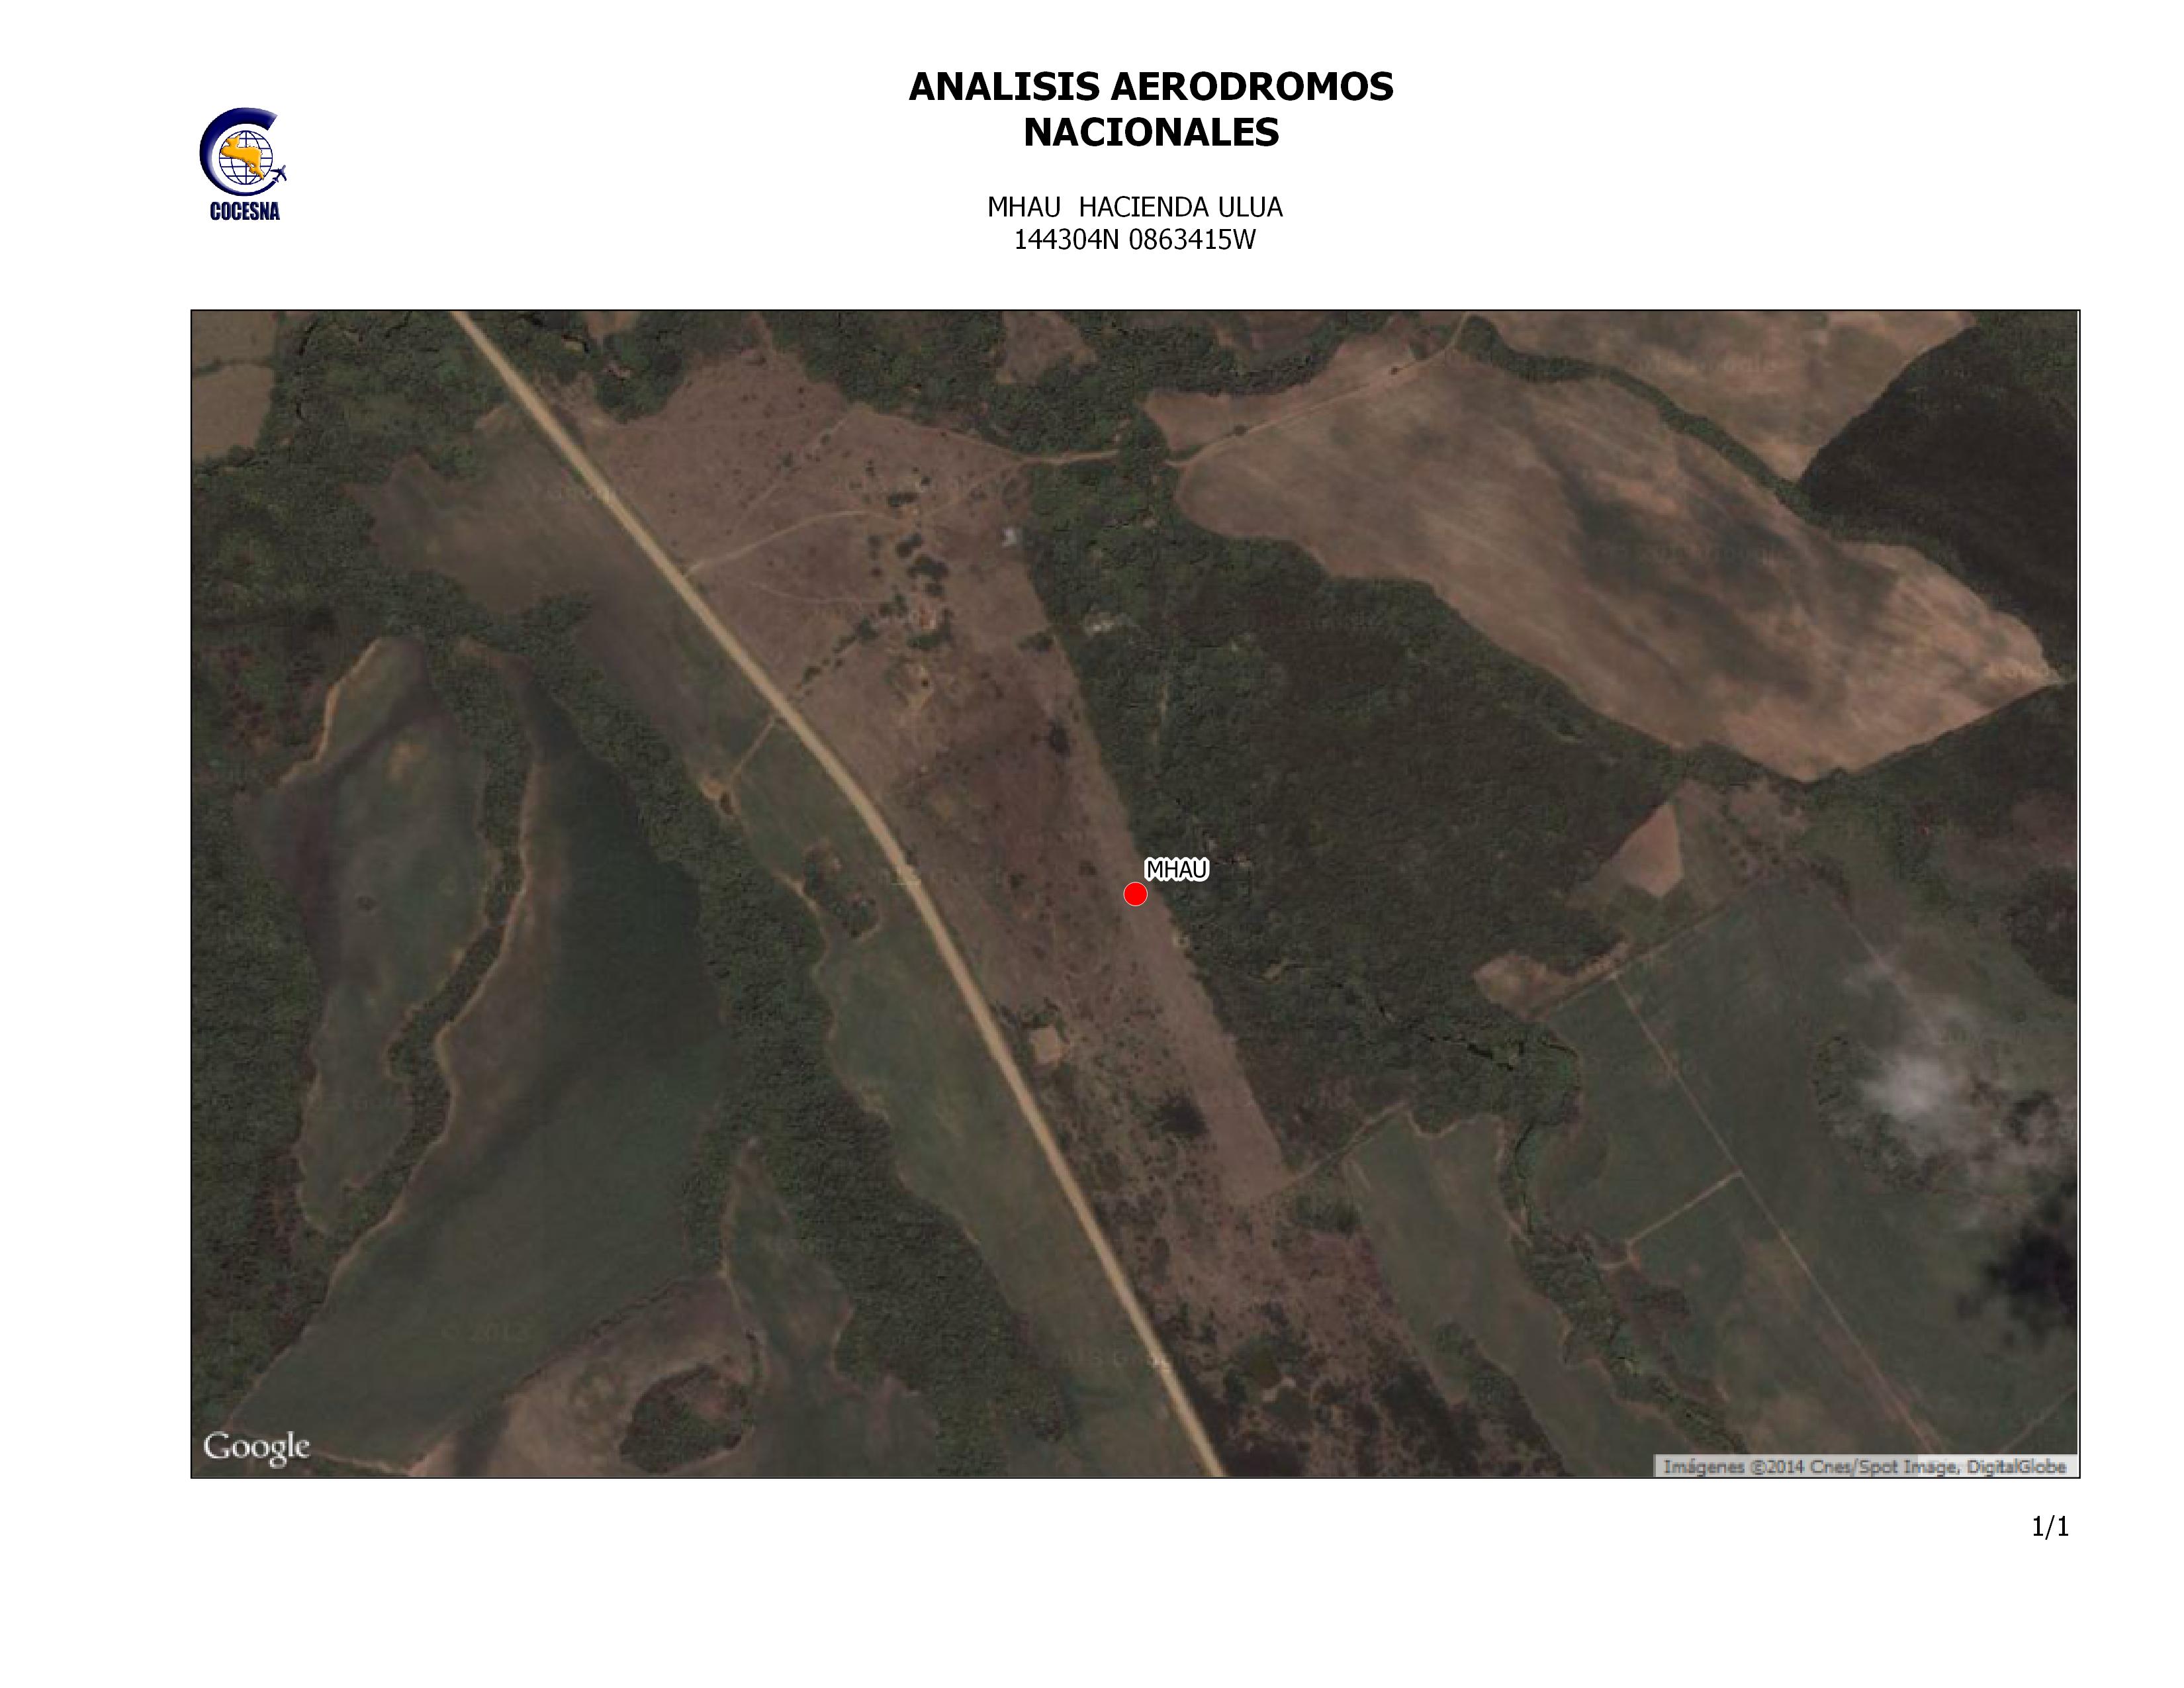 ANALISIS AERODROMOS
NACIONALES
COCESNA
MHAU HACIENDA ULUA
144304N 0863415W
MHAU
Google
Imágenes ©2014 Cnes/Spot Image, DigitalGlobe
1/1